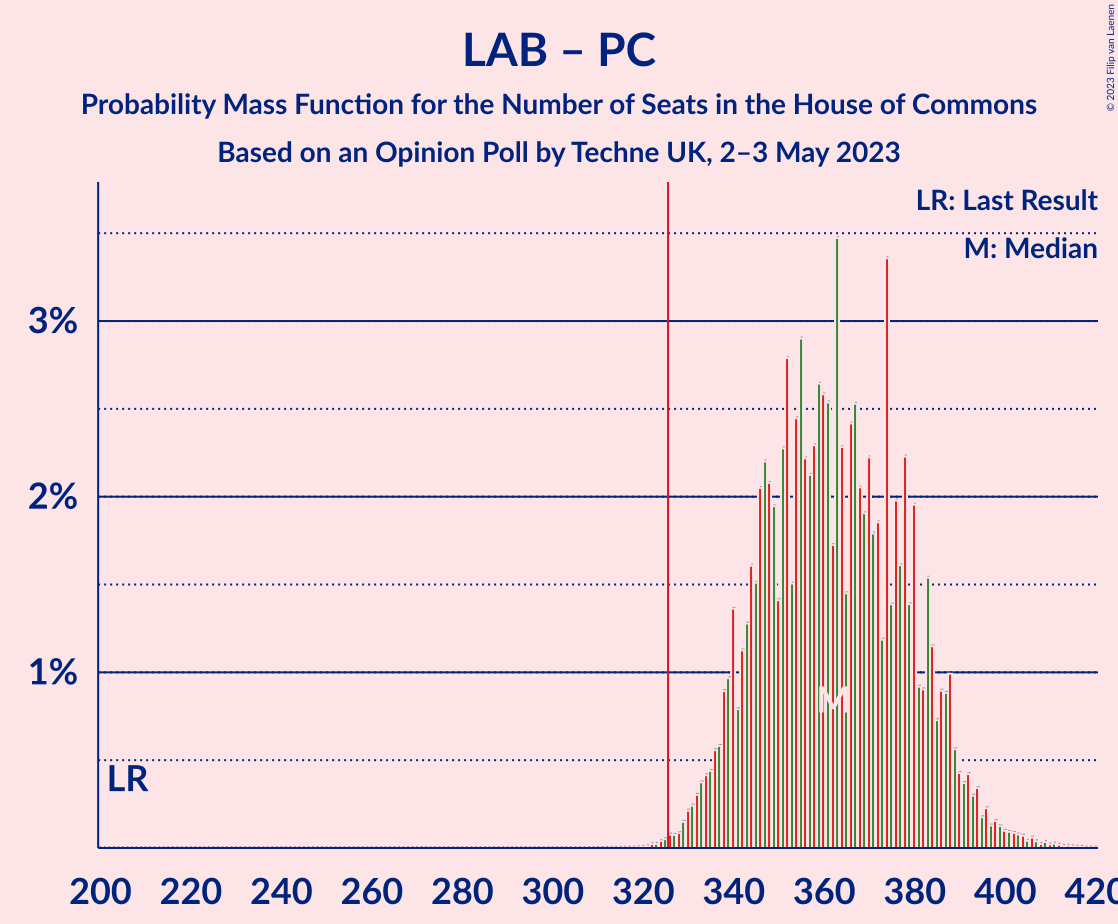 LAB – PC
Probability Mass Function for the Number of Seats in the House of Commons
Based on an Opinion Poll by Techne UK, 2–3 May 2023
© 2023 Filip van Laenen
LR: Last Result
M: Median
3%
2%
1%
M
LR
200 220 240 260 280 300 320 340 360 380 400 420